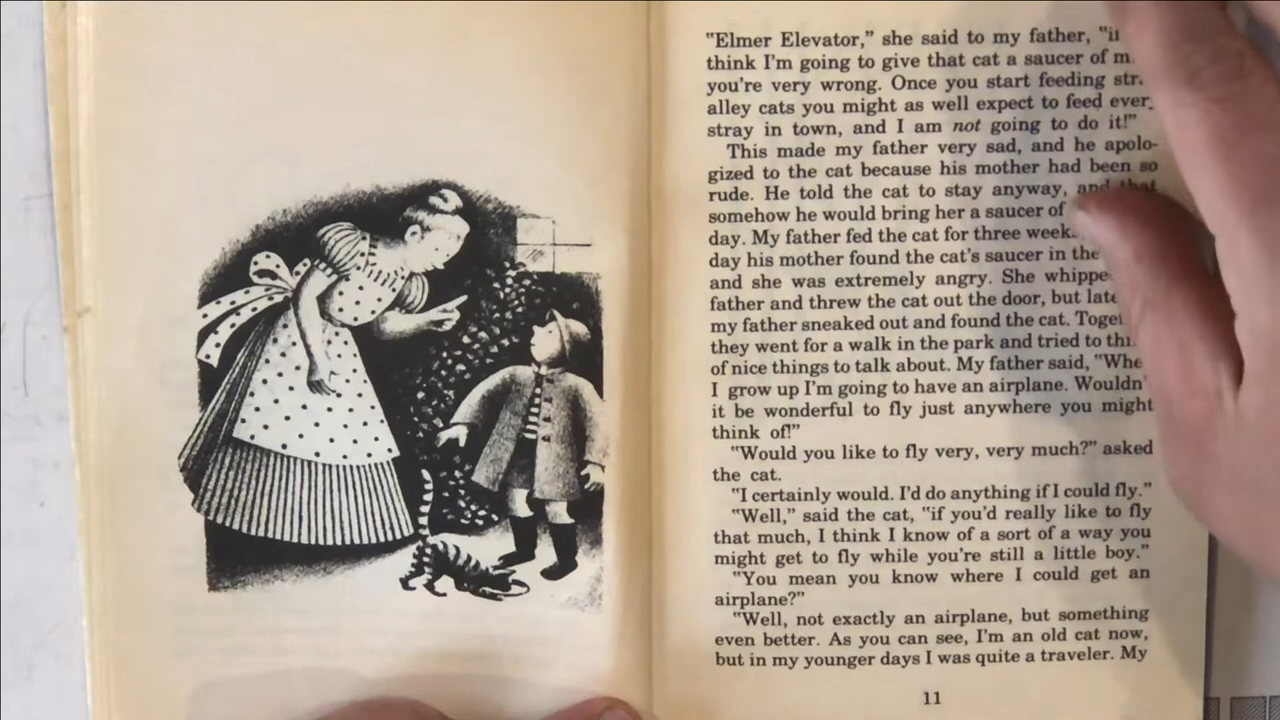 "Elmer Elevator," she said to my father, "if
think I'm going to give that cat a saucer of
you're very wrong. Once you start feeding
alley cats you might as well expect to feed
stray in town, and I am not going to do it!"
This made my father very sad, and he apolo-
gized to the cat because his mother had been so
rude. He told the cat to stay anyway, and that
somehow he would bring her a saucer of
day. My father fed the cat for three
day his mother found the cat's saucer in the
and she was extremely angry. She
father and threw the cat out the door, but
my father sneaked out and found the cat.
they went for a walk in the park and tried to
of nice things to talk about. My father said,
I grow up I'm going to have an airplane.
it be wonderful to fly just anywhere you might
think of!"
"Would you like to fly very, very much?" asked
the cat.
"I certainly would. I'd do anything if I could fly."
"Well," said the cat, "if you'd really like to fly
that much, I think I know of a sort of a way you
might get to fly while you're still a little boy."
"You mean you know where I could get an
airplane?"
"Well, not exactly an airplane, but something
even better. As you can see, I'm an old cat now,
but in my younger days I was quite a traveler. My
11